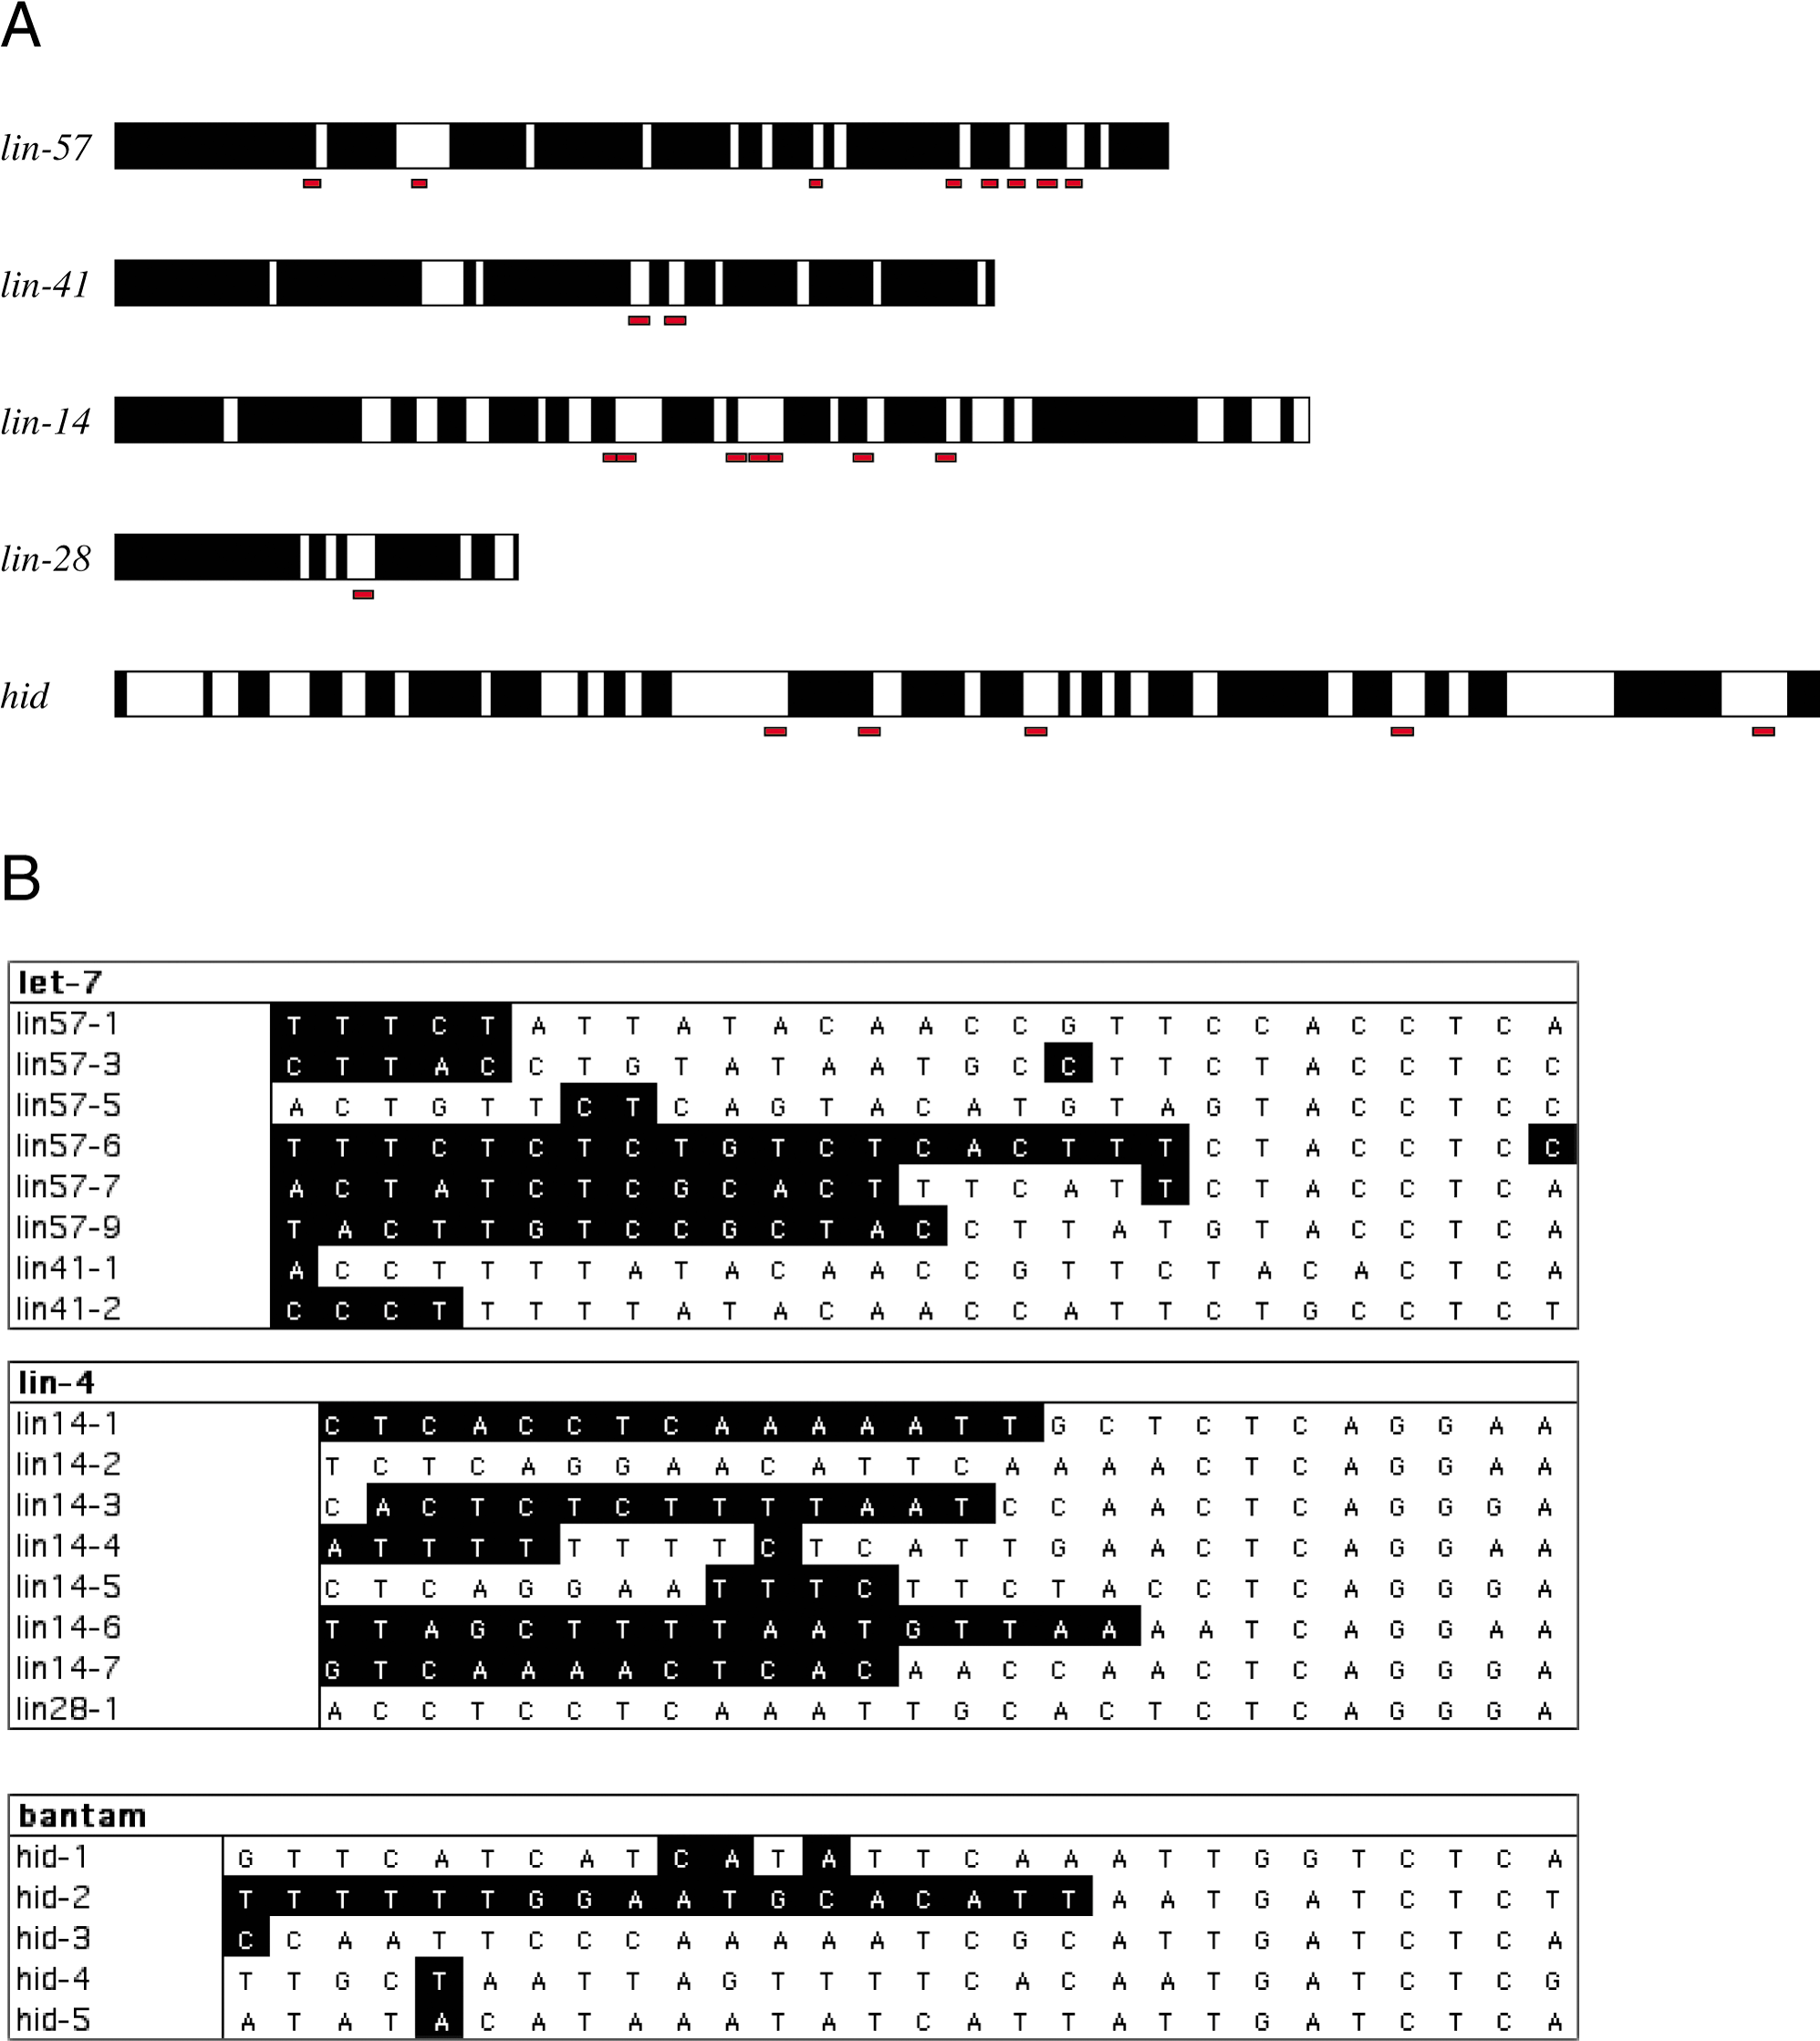 A
lin-57
lin-41
lin-14
lin-28
hid
B
let-7
lin57-1 T T T C T A T T A T A C A A C C G T T C C A C C T C A
lin57-3 C T T A C C T G T A T A A T G C C T T C T A C C T C C
lin57-5 A C T G T T C T C A G T A C A T G T A G T A C C T C C
lin57-6 T T T C T C T C T G T C T C A C T T T C T A C C T C C
lin57-7 A C T A T C T C G C A C T T T C A T T C T A C C T C A
lin57-9 T A C T T G T C C G C T A C C T T A T G T A C C T C A
lin41-1 A C C T T T T A T A C A A C C G T T C T A C A C T C A
lin41-2 C C C T T T T T A T A C A A C C A T T C T G C C T C T
lin-4
lin14-1 C T C A C C T C A A A A A T T G C T C T C A G G A A
lin14-2 T C T C A G G A A C A T T C A A A A C T C A G G A A
lin14-3 C A C T C T C T T T T A A T C C A A C T C A G G G A
lin14-4 A T T T T T T T T C T C A T T G A A C T C A G G A A
lin14-5 C T C A G G A A T T T C T T C T A C C T C A G G G A
lin14-6 T T A G C T T T T A A T G T T A A A A T C A G G A A
lin14-7 G T C A A A A C T C A C A A C C A A C T C A G G G A
lin28-1 A C C T C C T C A A A T T G C A C T C T C A G G G A
bantam
hid-1 G T T C A T C A T C A T A T T C A A A T T G G T C T C A
hid-2 T T T T T T G G A A T G C A C A T T A A T G A T C T C T
hid-3 C C A A T T C C C A A A A A T C G C A T T G A T C T C A
hid-4 T T G C T A A T T A G T T T T C A C A A T G A T C T C G
hid-5 A T A T A C A T A A A T A T C A T T A T T G A T C T C A